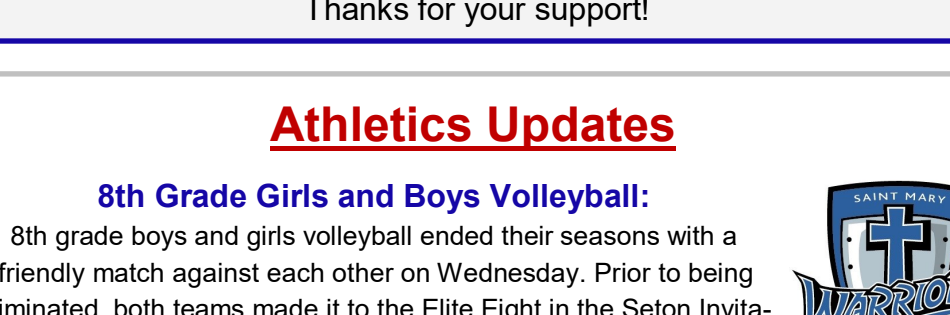 Thanks for your support!
Athletics Updates
8th Grade Girls and Boys Volleyball:
8th grade boys and girls volleyball ended their seasons with a
friendly match against each other on Wednesday. Prior to being
iminated, both teams made it to the Elite Eight in the Seton Invita-
SAINT MARY
WARRIO